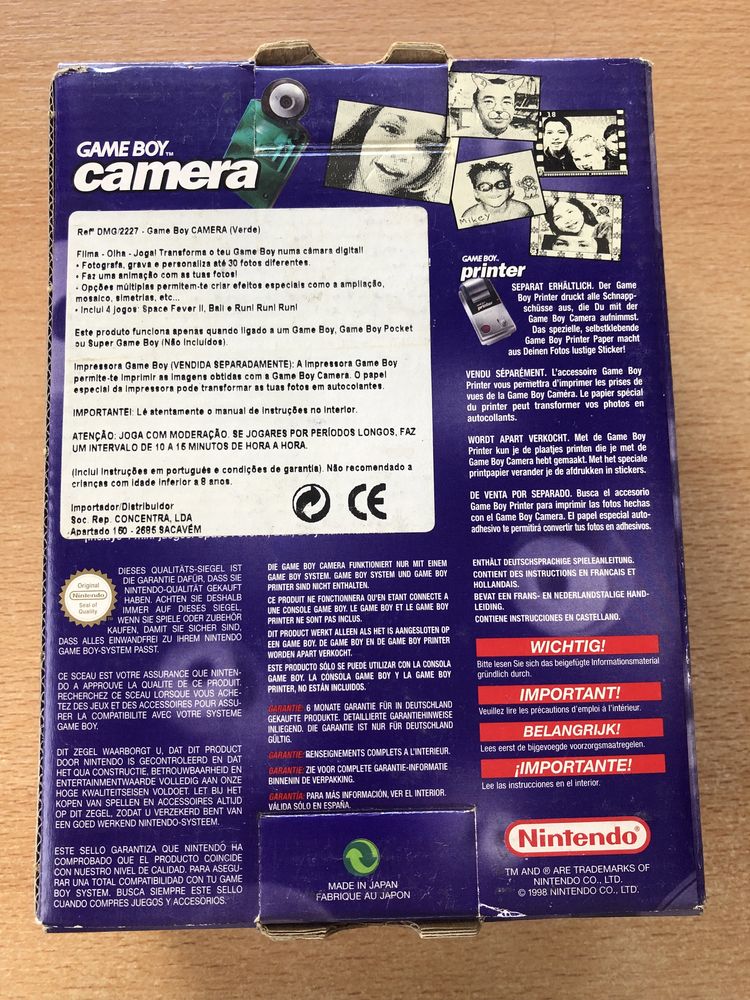 GAME BOY™
camera
18
Mikey
Refª DMG/2227 - Game Boy CAMERA (Verde)
Filma - Olha - Joga! Transforma o teu Game Boy numa câmara digital!
• Fotografa, grava e personaliza até 30 fotos diferentes.
• Faz uma animação com as tuas fotos!
• Opções múltiplas permitem-te criar efeitos especiais como a ampliação,
mosaico, simetrias, etc...
• Inclui 4 jogos: Space Fever II, Ball e Run! Run! Run!
Este produto funciona apenas quando ligado a um Game Boy, Game Boy Pocket
ou Super Game Boy (Não Incluídos).
Impressora Game Boy (VENDIDA SEPARADAMENTE): A Impressora Game Boy
permite-te imprimir as imagens obtidas com a Game Boy Camera. O papel
especial da impressora pode transformar as tuas fotos em autocolantes.
IMPORTANTE!: Lê atentamente o manual de Instruções no Interior.
ATENÇÃO: JOGA COM MODERAÇÃO. SE JOGARES POR PERÍODOS LONGOS, FAZ
UM INTERVALO DE 10 A 15 MINUTOS DE HORA A HORA.
(Inclui Instruções em português e condições de garantia). Não recomendado a
crianças com idade inferior a 8 anos.
Importador/Distribuidor
Soc. Rep. CONCENTRA, LDA
Apartado 150 - 2685 SACAVÉM
CE
GAME BOY™
printer
SEPARAT ERHÄLTLICH. Der Game
Boy Printer druckt alle Schnapp-
schüsse aus, die Du mit der
Game Boy Camera aufnimmst.
Das spezielle, selbstklebende
Game Boy Printer Paper macht
aus Deinen Fotos lustige Sticker!
VENDU SÉPARÉMENT. L'accessoire Game Boy
Printer vous permettra d'imprimer les prises de
vues de la Game Boy Caméra. Le papier spécial
du printer peut transformer vos photos en
autocollants.
WORDT APART VERKOCHT. Met de Game Boy
Printer kun je de plaatjes printen die je met de
Game Boy Camera hebt gemaakt. Met het speciale
printpapier verander je de afdrukken in stickers.
DE VENTA POR SEPARADO. Busca el accesorio
Game Boy Printer para imprimir las fotos hechas
con el Game Boy Camera. El papel especial auto-
adhesivo te permitirá convertir tus fotos en adhesivos.
Original
Nintendo
Seal of
Quality
DIESES QUALITÄTS-SIEGEL IST
DIE GARANTIE DAFÜR, DASS SIE
NINTENDO-QUALITÄT GEKAUFT
HABEN. ACHTEN SIE DESHALB
IMMER AUF DIESES SIEGEL,
WENN SIE SPIELE ODER ZUBEHÖR
KAUFEN, DAMIT SIE SICHER SIND,
DASS ALLES EINWANDFREI ZU IHREM NINTENDO
GAME BOY-SYSTEM PASST.
CE SCEAU EST VOTRE ASSURANCE QUE NINTEN-
DO A APPROUVE LA QUALITE DE CE PRODUIT.
RECHERCHEZ CE SCEAU LORSQUE VOUS ACHE-
TEZ DES JEUX ET DES ACCESSOIRES POUR ASSU-
RER LA COMPATIBILITE AVEC VOTRE SYSTEME
GAME BOY.
DIT ZEGEL WAARBORGT U, DAT DIT PRODUCT
DOOR NINTENDO IS GECONTROLEERD EN DAT
HET QUA CONSTRUCTIE, BETROUWBAARHEID EN
ENTERTAINMENTWAARDE VOLLEDIG AAN ONZE
HOGE KWALITEITSEISEN VOLDOET. LET BIJ HET
KOPEN VAN SPELLEN EN ACCESSOIRES ALTIJD
OP DIT ZEGEL, ZODAT U VERZEKERD BENT VAN
EEN GOED WERKEND NINTENDO-SYSTEEM.
ESTE SELLO GARANTIZA QUE NINTENDO HA
COMPROBADO QUE EL PRODUCTO COINCIDE
CON NUESTRO NIVEL DE CALIDAD. PARA ASEGU-
RAR UNA TOTAL COMPATIBILIDAD CON TU GAME
BOY SYSTEM. BUSCA SIEMPRE ESTE SELLO
CUANDO COMPRES JUEGOS Y ACCESORIOS.
DIE GAME BOY CAMERA FUNKTIONIERT NUR MIT EINEM
GAME BOY SYSTEM. GAME BOY SYSTEM UND GAME BOY
PRINTER SIND NICHT ENTHALTEN.
CE PRODUIT NE FONCTIONNERA QU'EN ETANT CONNECTE A
UNE CONSOLE GAME BOY. LE GAME BOY ET LE GAME BOY
PRINTER NE SONT PAS INCLUS.
DIT PRODUCT WERKT ALLEEN ALS HET IS AANGESLOTEN OP
EEN GAME BOY. DE GAME BOY EN DE GAME BOY PRINTER
WORDEN APART VERKOCHT.
ESTE PRODUCTO SÓLO SE PUEDE UTILIZAR CON LA CONSOLA
GAME BOY. LA CONSOLA GAME BOY Y LA GAME BOY
PRINTER, NO ESTÁN INCLUIDOS.
GARANTIE: 6 MONATE GARANTIE FÜR IN DEUTSCHLAND
GEKAUFTE PRODUKTE. DETAILLIERTE GARANTIEHINWEISE
INLIEGEND. DIE GARANTIE IST NUR FÜR DEUTSCHLAND
GÜLTIG.
GARANTIE: RENSEIGNEMENTS COMPLETS A L'INTERIEUR.
GARANTIE: ZIE VOOR COMPLETE GARANTIE-INFORMATIE
BINNENIN DE VERPAKKING.
GARANTÍA: PARA MÁS INFORMACIÓN, VER EL INTERIOR.
VÁLIDA SÓLO EN ESPAÑA.
ENTHÄLT DEUTSCHSPRACHIGE SPIELEANLEITUNG.
CONTIENT DES INSTRUCTIONS EN FRANCAIS ET
HOLLANDAIS.
BEVAT EEN FRANS- EN NEDERLANDSTALIGE HAND-
LEIDING.
CONTIENE INSTRUCCIONES EN CASTELLANO.
WICHTIG!
Bitte lesen Sie sich das beigefügte Informationsmaterial
gründlich durch.
IMPORTANT!
Veuillez lire les précautions d'emploi à l'intérieur.
BELANGRIJK!
Lees eerst de bijgevoegde voorzorgsmaatregelen.
¡IMPORTANTE!
Lee las instrucciones en el interior.
Nintendo®
TM AND ® ARE TRADEMARKS OF
NINTENDO CO., LTD.
© 1998 NINTENDO CO., LTD.
MADE IN JAPAN
FABRIQUE AU JAPON